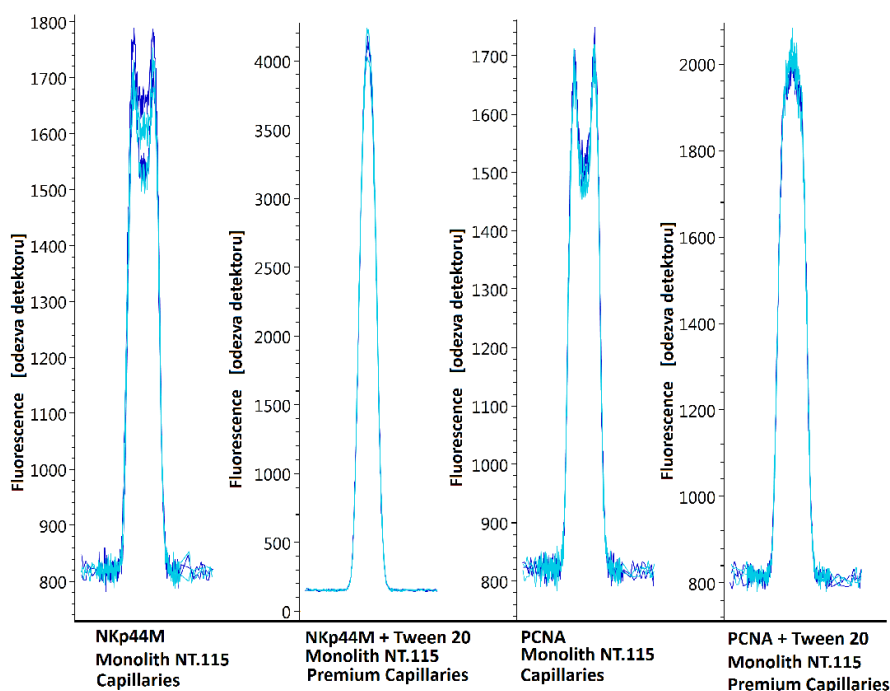 Fluorescence [odezva detektoru]
1800
1700
1600
1500
1400
1300
1200
1100
1000
900
800
NKp44M
Monolith NT.115
Capillaries
Fluorescence [odezva detektoru]
4000
3500
3000
2500
2000
1500
1000
500
0
NKp44M + Tween 20
Monolith NT.115
Premium Capillaries
Fluorescence [odezva detektoru]
1700
1600
1500
1400
1300
1200
1100
1000
900
800
PCNA
Monolith NT.115
Capillaries
Fluorescence [odezva detektoru]
2000
1800
1600
1400
1200
1000
800
PCNA + Tween 20
Monolith NT.115
Premium Capillaries